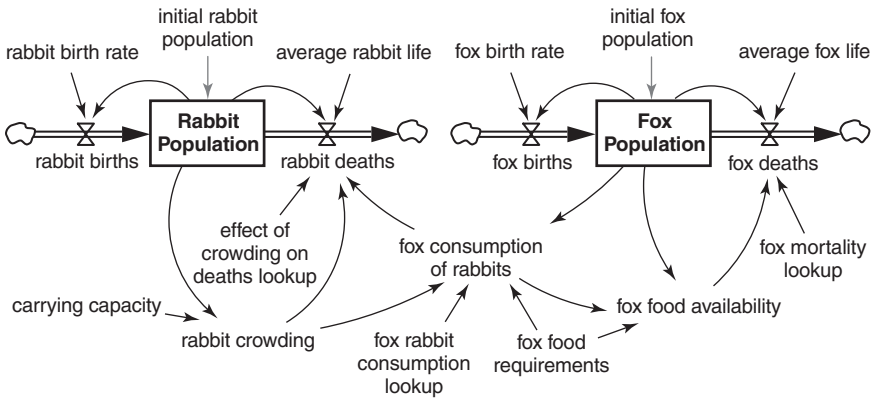 initial rabbit
population
initial fox
population
rabbit birth rate
average rabbit life
fox birth rate
average fox life
Rabbit
Population
Fox
Population
rabbit births
rabbit deaths
fox births
fox deaths
effect of
crowding on
deaths lookup
fox consumption
of rabbits
fox mortality
lookup
carrying capacity
fox food availability
rabbit crowding
fox rabbit
consumption
lookup
fox food
requirements